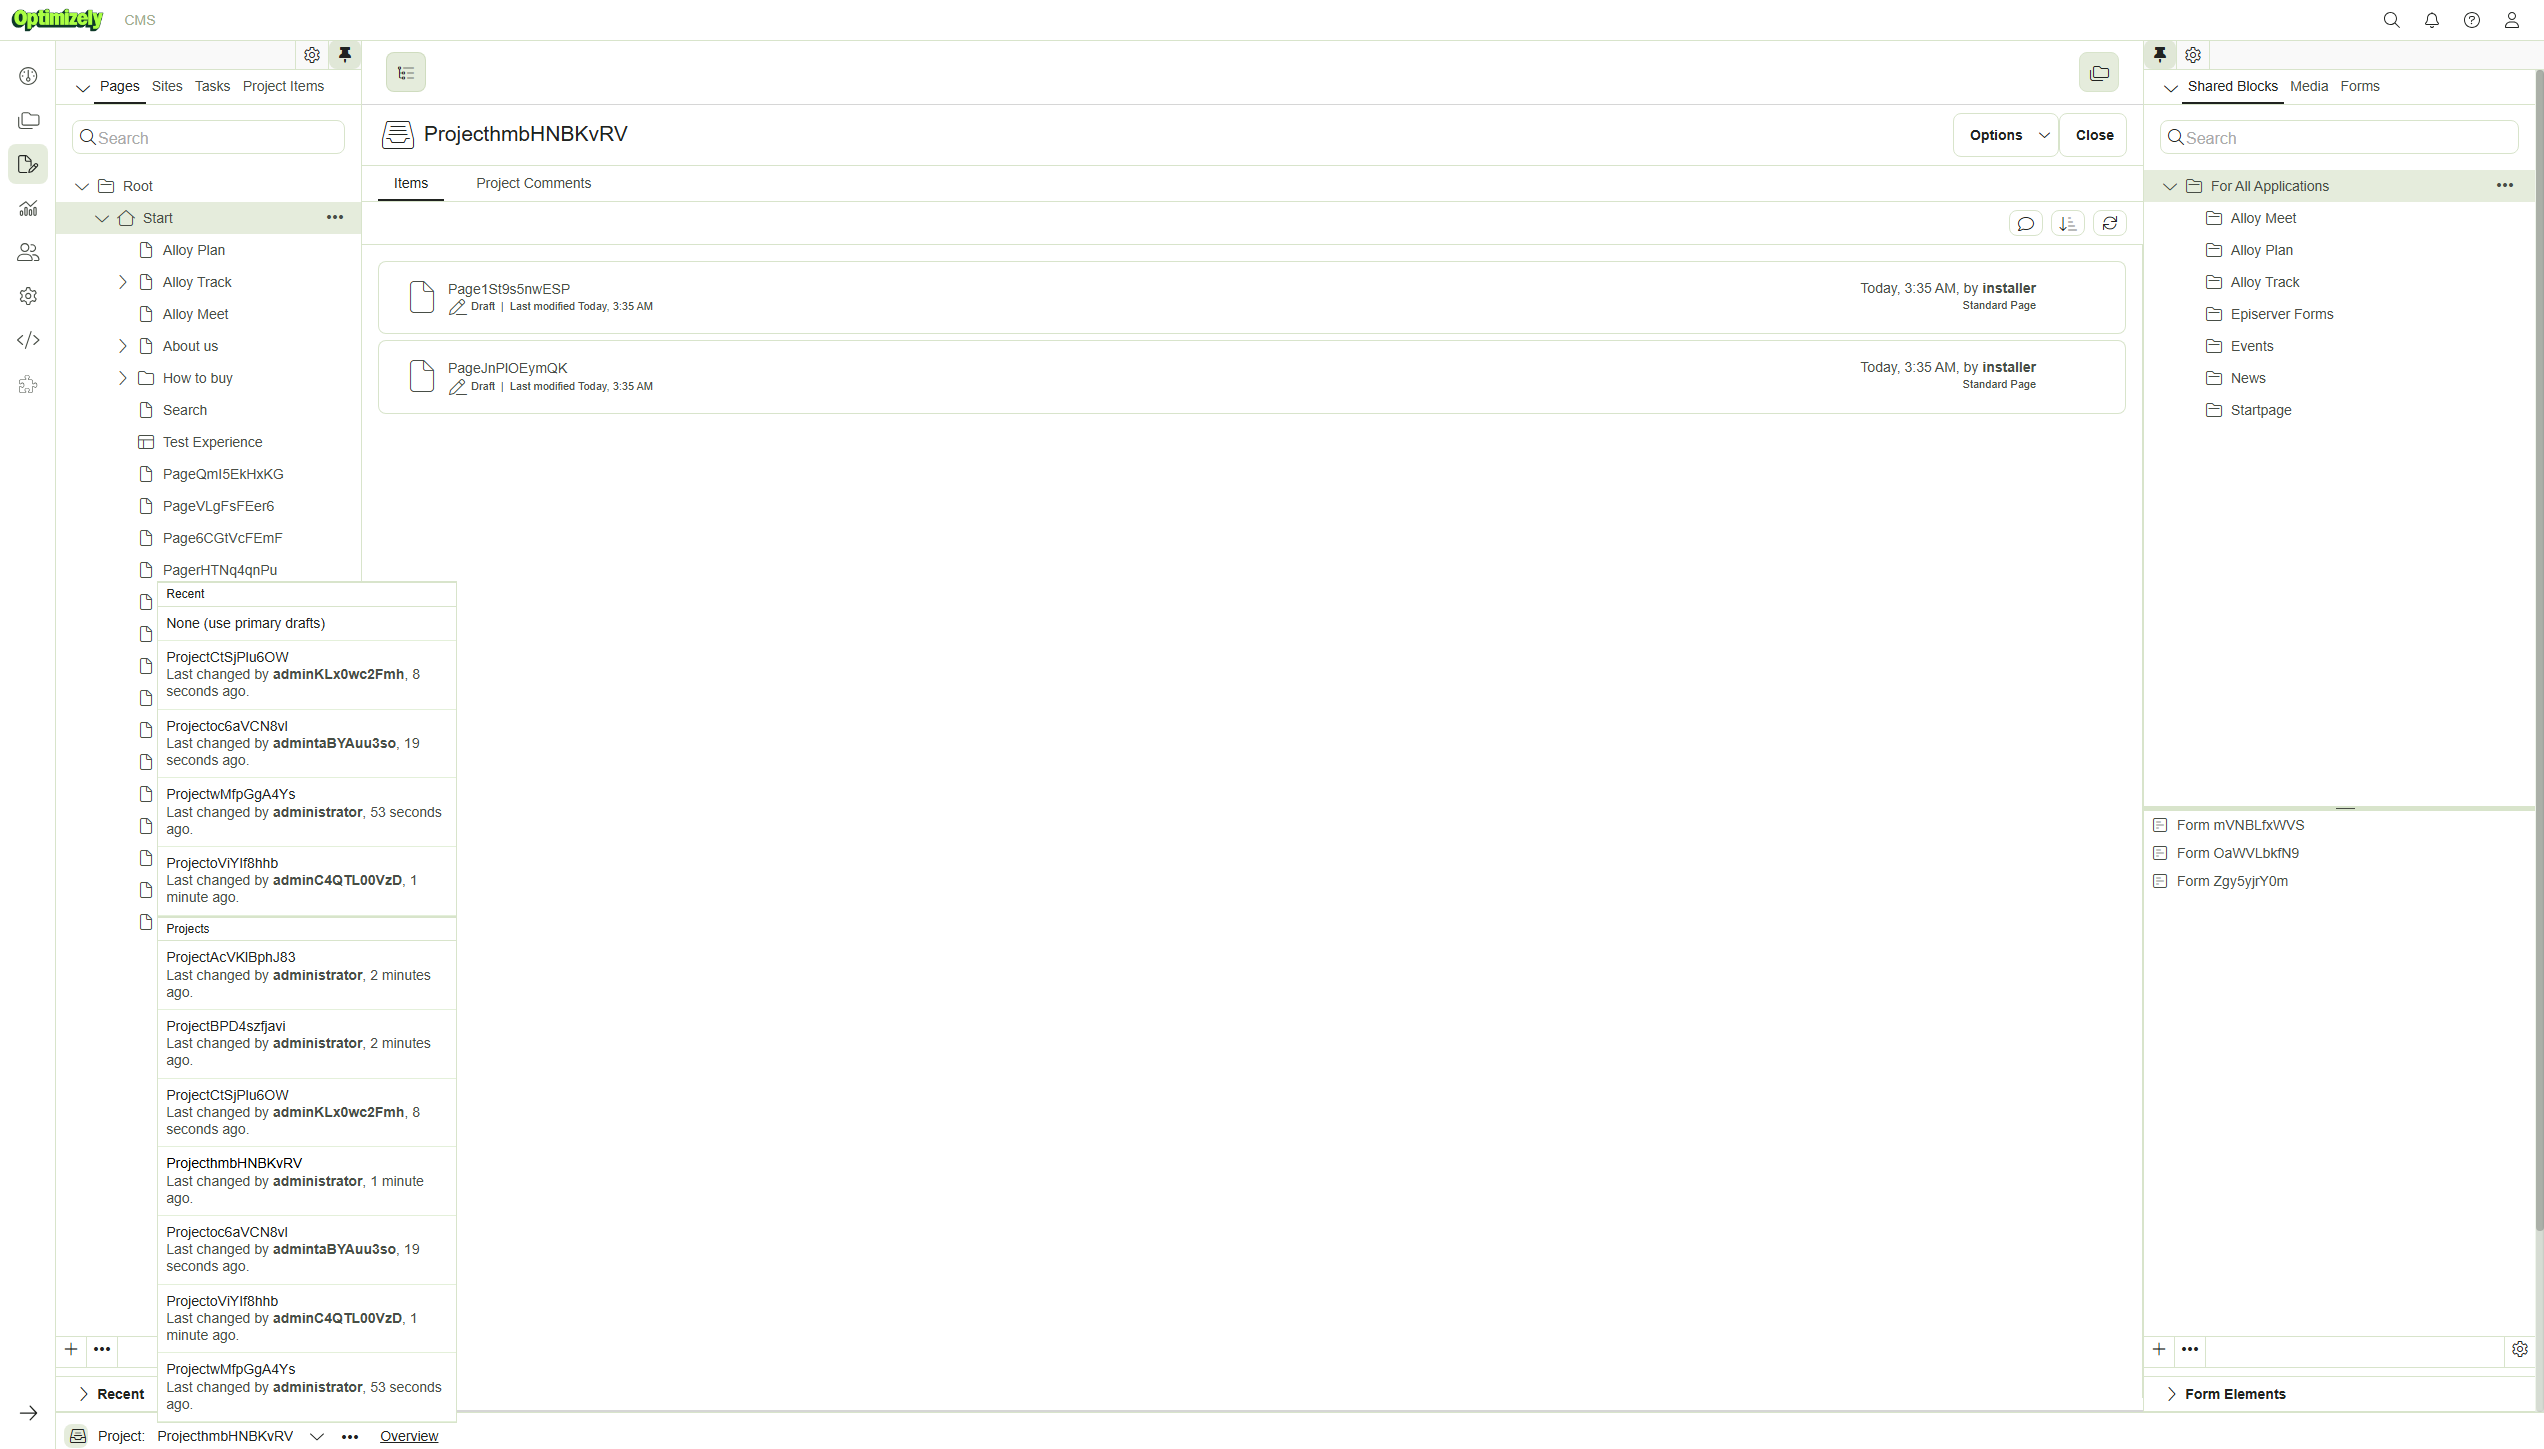 Optimizely CMS
Pages Sites Tasks Project Items
Search
Root
Start
Alloy Plan
Alloy Track
Alloy Meet
About us
How to buy
Search
Test Experience
PageQmI5EkHxKG
PageVLgFsFEer6
Page6CGtVcFEmF
PagerHTNq4qnPu
Recent
None (use primary drafts)
ProjectCtSjPlu6OW
Last changed by adminKLx0wc2Fmh, 8
seconds ago.
Projectoc6aVCN8vl
Last changed by admintaBYAuu3so, 19
seconds ago.
ProjectwMfpGgA4Ys
Last changed by administrator, 53 seconds
ago.
ProjectoViYIf8hhb
Last changed by adminC4QTL00VzD, 1
minute ago.
Projects
ProjectAcVKlBphJ83
Last changed by administrator, 2 minutes
ago.
ProjectBPD4szfjavi
Last changed by administrator, 2 minutes
ago.
ProjectCtSjPlu6OW
Last changed by adminKLx0wc2Fmh, 8
seconds ago.
ProjecthmbHNBKvRV
Last changed by administrator, 1 minute
ago.
Projectoc6aVCN8vl
Last changed by admintaBYAuu3so, 19
seconds ago.
ProjectoViYIf8hhb
Last changed by adminC4QTL00VzD, 1
minute ago.
ProjectwMfpGgA4Ys
Last changed by administrator, 53 seconds
ago.
Recent
Project: ProjecthmbHNBKvRV Overview
ProjecthmbHNBKvRV
Options Close
Items Project Comments
Page1St9s5nwESP
Draft | Last modified Today, 3:35 AM
Today, 3:35 AM, by installer
Standard Page
PageJnPlOEymQK
Draft | Last modified Today, 3:35 AM
Today, 3:35 AM, by installer
Standard Page
Shared Blocks Media Forms
Search
For All Applications
Alloy Meet
Alloy Plan
Alloy Track
Episerver Forms
Events
News
Startpage
Form mVNBLfxWVS
Form OaWVLbkfN9
Form Zgy5yjrY0m
Form Elements